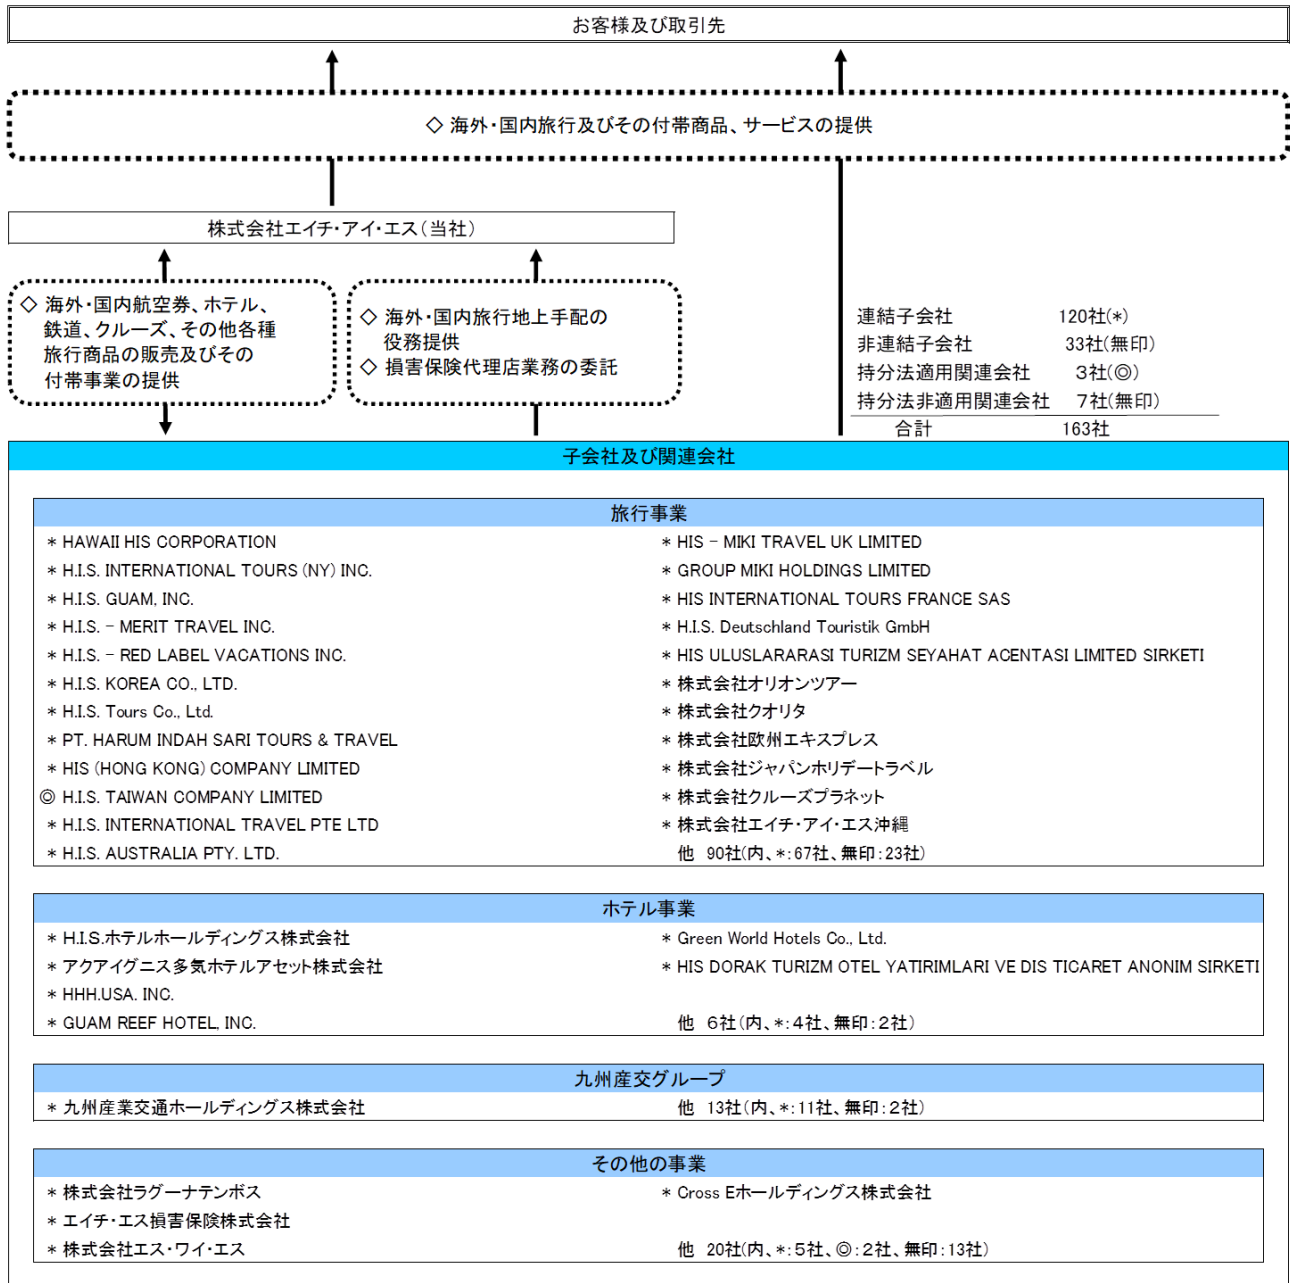 お客様及び取引先
◇ 海外・国内旅行及びその付帯商品、サービスの提供
株式会社エイチ・アイ・エス(当社)
◇ 海外・国内航空券、ホテル、
鉄道、クルーズ、その他各種
旅行商品の販売及びその
付帯事業の提供
◇ 海外・国内旅行地上手配の
役務提供
◇ 損害保険代理店業務の委託
連結子会社 120社(*)
非連結子会社 33社(無印)
持分法適用関連会社 3社(◎)
持分法非適用関連会社 7社(無印)
合計 163社
子会社及び関連会社
旅行事業
* HAWAII HIS CORPORATION
* H.I.S. INTERNATIONAL TOURS (NY) INC.
* H.I.S. GUAM, INC.
* H.I.S. - MERIT TRAVEL INC.
* H.I.S. - RED LABEL VACATIONS INC.
* H.I.S. KOREA CO., LTD.
* H.I.S. Tours Co., Ltd.
* PT. HARUM INDAH SARI TOURS & TRAVEL
* HIS (HONG KONG) COMPANY LIMITED
◎ H.I.S. TAIWAN COMPANY LIMITED
* H.I.S. INTERNATIONAL TRAVEL PTE LTD
* H.I.S. AUSTRALIA PTY. LTD.
* HIS - MIKI TRAVEL UK LIMITED
* GROUP MIKI HOLDINGS LIMITED
* HIS INTERNATIONAL TOURS FRANCE SAS
* H.I.S. Deutschland Touristik GmbH
* HIS ULUSLARARASI TURIZM SEYAHAT ACENTASI LIMITED SIRKETI
* 株式会社オリオンツアー
* 株式会社クオリタ
* 株式会社欧州エキスプレス
* 株式会社ジャパンホリデートラベル
* 株式会社クルーズプラネット
* 株式会社エイチ・アイ・エス沖縄
他 90社(内、*:67社、無印:23社)
ホテル事業
* H.I.S.ホテルホールディングス株式会社
* アクアイグニス多気ホテルアセット株式会社
* HHH.USA. INC.
* GUAM REEF HOTEL, INC.
* Green World Hotels Co., Ltd.
* HIS DORAK TURIZM OTEL YATIRIMLARI VE DIS TICARET ANONIM SIRKETI
他 6社(内、*:4社、無印:2社)
九州産交グループ
* 九州産業交通ホールディングス株式会社
他 13社(内、*:11社、無印:2社)
その他の事業
* 株式会社ラグーナテンボス
* エイチ・エス損害保険株式会社
* 株式会社エス・ワイ・エス
* Cross Eホールディングス株式会社
他 20社(内、*:5社、◎:2社、無印:13社)